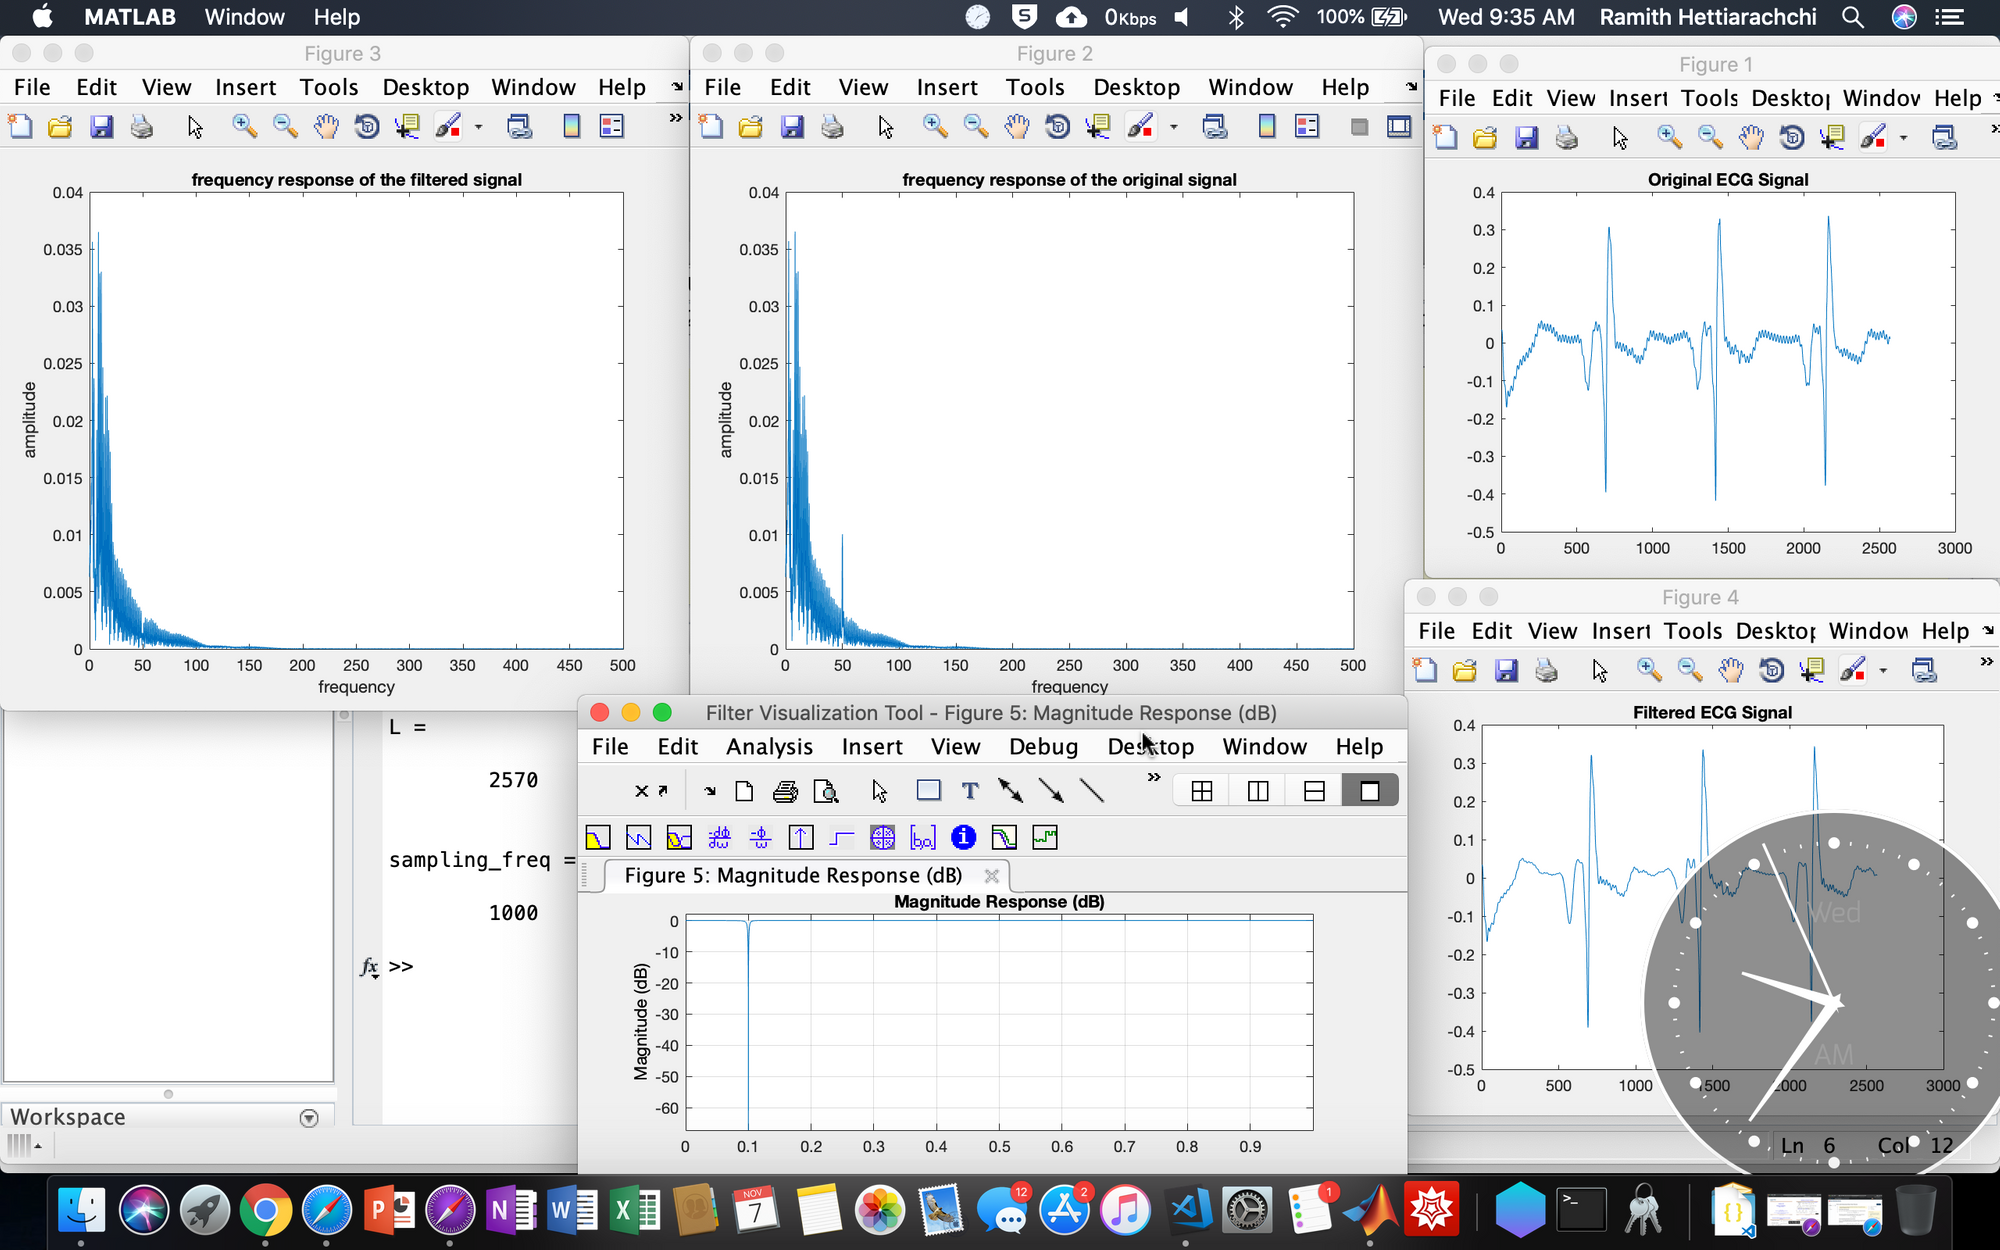 MATLAB Window Help
0Kbps 100% Wed 9:35 AM Ramith Hettiarachchi
Figure 3
File Edit View Insert Tools Desktop Window Help
frequency response of the filtered signal
0.04
0.035
0.03
0.025
0.02
0.015
0.01
0.005
0
amplitude
0 50 100 150 200 250 300 350 400 450 500
frequency
Figure 2
File Edit View Insert Tools Desktop Window Help
frequency response of the original signal
0.04
0.035
0.03
0.025
0.02
0.015
0.01
0.005
0
amplitude
0 50 100 150 200 250 300 350 400 450 500
frequency
Figure 1
File Edit View Insert Tools Desktop Window Help
Original ECG Signal
0.4
0.3
0.2
0.1
0
-0.1
-0.2
-0.3
-0.4
-0.5
0 500 1000 1500 2000 2500 3000
Figure 4
File Edit View Insert Tools Desktop Window Help
Filtered ECG Signal
0.4
0.3
0.2
0.1
0
-0.1
-0.2
-0.3
-0.4
-0.5
0 500 1000 1500 2000 2500 3000
Wed
AM
Ln 6 Col 12
L =
2570
sampling_freq =
1000
fx >>
Workspace
Filter Visualization Tool - Figure 5: Magnitude Response (dB)
File Edit Analysis Insert View Debug Desktop Window Help
Figure 5: Magnitude Response (dB)
Magnitude Response (dB)
0
-10
-20
-30
-40
-50
-60
Magnitude (dB)
0 0.1 0.2 0.3 0.4 0.5 0.6 0.7 0.8 0.9
NOV
7
12
2
1